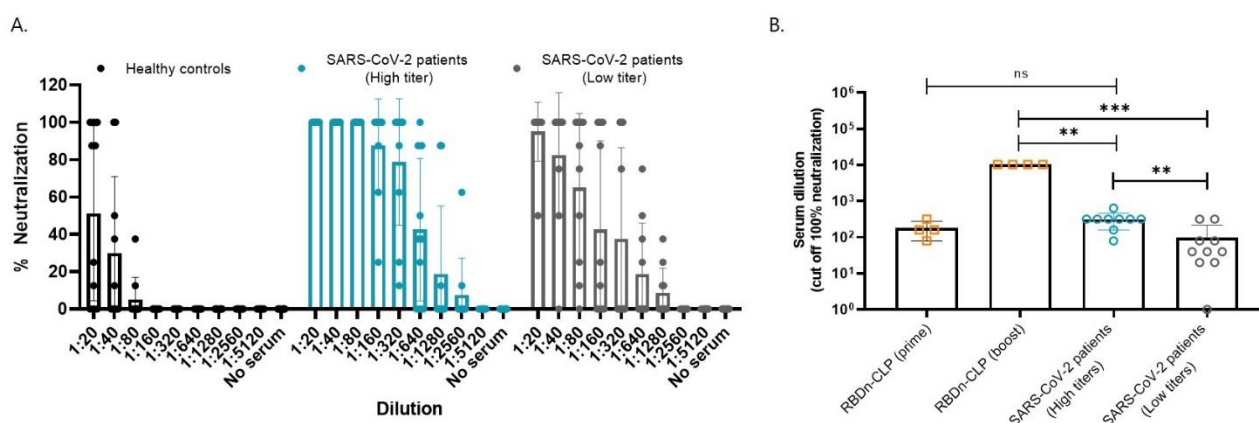 A.
Healthy controls
SARS-CoV-2 patients
(High titer)
SARS-CoV-2 patients
(Low titer)
% Neutralization
120
100
80
60
40
20
0
1:20
1:40
1:80
1:160
1:320
1:640
1:1280
1:2560
1:5120
No serum
1:20
1:40
1:80
1:160
1:320
1:640
1:1280
1:2560
1:5120
No serum
1:20
1:40
1:80
1:160
1:320
1:640
1:1280
1:2560
1:5120
No serum
Dilution
B.
ns
***
**
**
Serum dilution
(cut off 100% neutralization)
10⁶
10⁵
10⁴
10³
10²
10¹
10⁰
RBDn-CLP (prime)
RBDn-CLP (boost)
SARS-CoV-2 patients
(High titers)
SARS-CoV-2 patients
(Low titers)